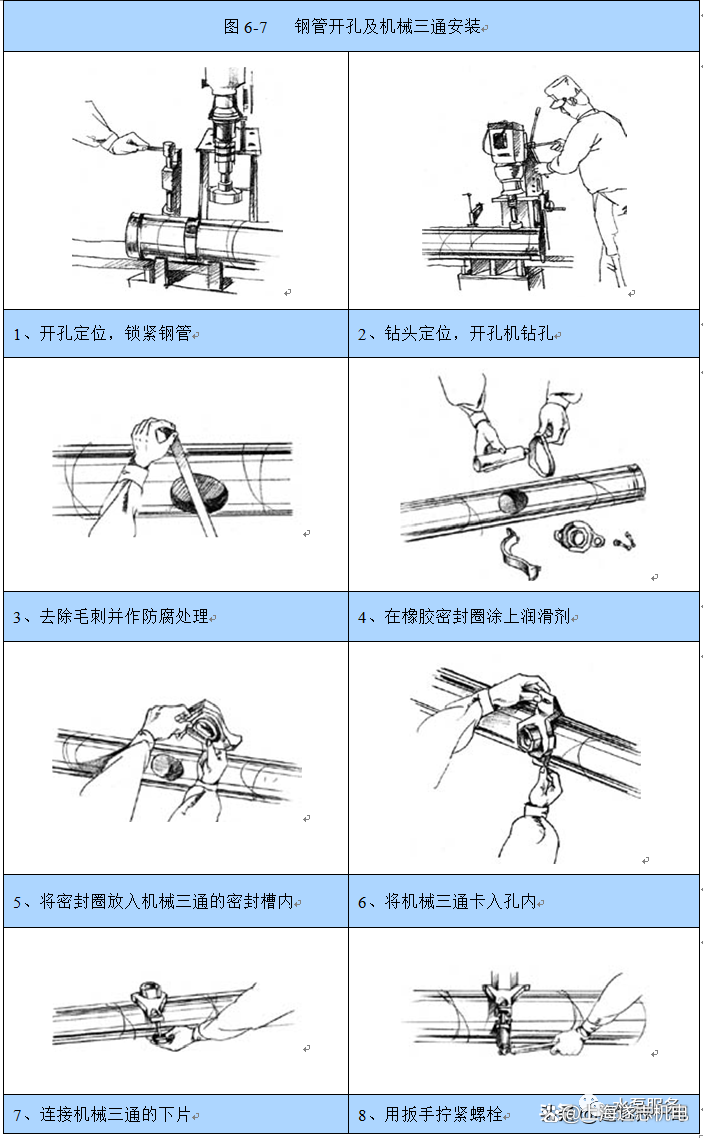 图 6-7 钢管开孔及机械三通安装
1、开孔定位，锁紧钢管
2、钻头定位，开孔机钻孔
3、去除毛刺并作防腐处理
4、在橡胶密封圈涂上润滑剂
5、将密封圈放入机械三通的密封槽内
6、将机械三通卡入孔内
7、连接机械三通的下片
8、用扳手拧紧螺栓